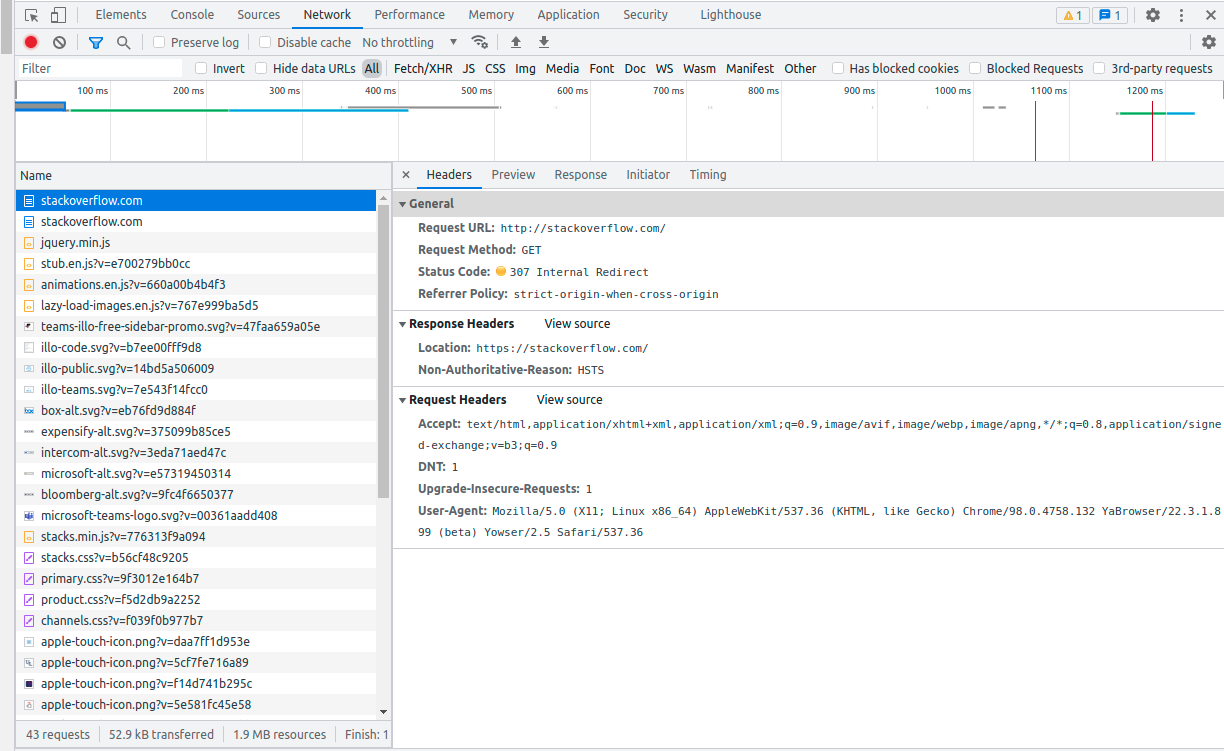 Elements Console Sources Network Performance Memory Application Security Lighthouse 1 1
Preserve log Disable cache No throttling
Filter Invert Hide data URLs All Fetch/XHR JS CSS Img Media Font Doc WS Wasm Manifest Other Has blocked cookies Blocked Requests 3rd-party requests
100 ms 200 ms 300 ms 400 ms 500 ms 600 ms 700 ms 800 ms 900 ms 1000 ms 1100 ms 1200 ms
Name
stackoverflow.com
stackoverflow.com
jquery.min.js
stub.en.js?v=e700279bb0cc
animations.en.js?v=660a00b4b4f3
lazy-load-images.en.js?v=767e999ba5d5
teams-illo-free-sidebar-promo.svg?v=47faa659a05e
illo-code.svg?v=b7ee00fff9d8
illo-public.svg?v=14bd5a506009
illo-teams.svg?v=7e543f14fcc0
box-alt.svg?v=eb76fd9d884f
expensify-alt.svg?v=375099b85ce5
intercom-alt.svg?v=3eda71aed47c
microsoft-alt.svg?v=e57319450314
bloomberg-alt.svg?v=9fc4f6650377
microsoft-teams-logo.svg?v=00361aadd408
stacks.min.js?v=776313f9a094
stacks.css?v=b56cf48c9205
primary.css?v=9f3012e164b7
product.css?v=f5d2db9a2252
channels.css?v=f039f0b977b7
apple-touch-icon.png?v=daa7ff1d953e
apple-touch-icon.png?v=5cf7fe716a89
apple-touch-icon.png?v=f14d741b295c
apple-touch-icon.png?v=5e581fc45e58
43 requests 52.9 kB transferred 1.9 MB resources Finish: 1
Headers Preview Response Initiator Timing
General
Request URL: http://stackoverflow.com/
Request Method: GET
Status Code: 307 Internal Redirect
Referrer Policy: strict-origin-when-cross-origin
Response Headers View source
Location: https://stackoverflow.com/
Non-Authoritative-Reason: HSTS
Request Headers View source
Accept: text/html,application/xhtml+xml,application/xml;q=0.9,image/avif,image/webp,image/apng,*/*;q=0.8,application/signe
d-exchange;v=b3;q=0.9
DNT: 1
Upgrade-Insecure-Requests: 1
User-Agent: Mozilla/5.0 (X11; Linux x86_64) AppleWebKit/537.36 (KHTML, like Gecko) Chrome/98.0.4758.132 YaBrowser/22.3.1.8
99 (beta) Yowser/2.5 Safari/537.36